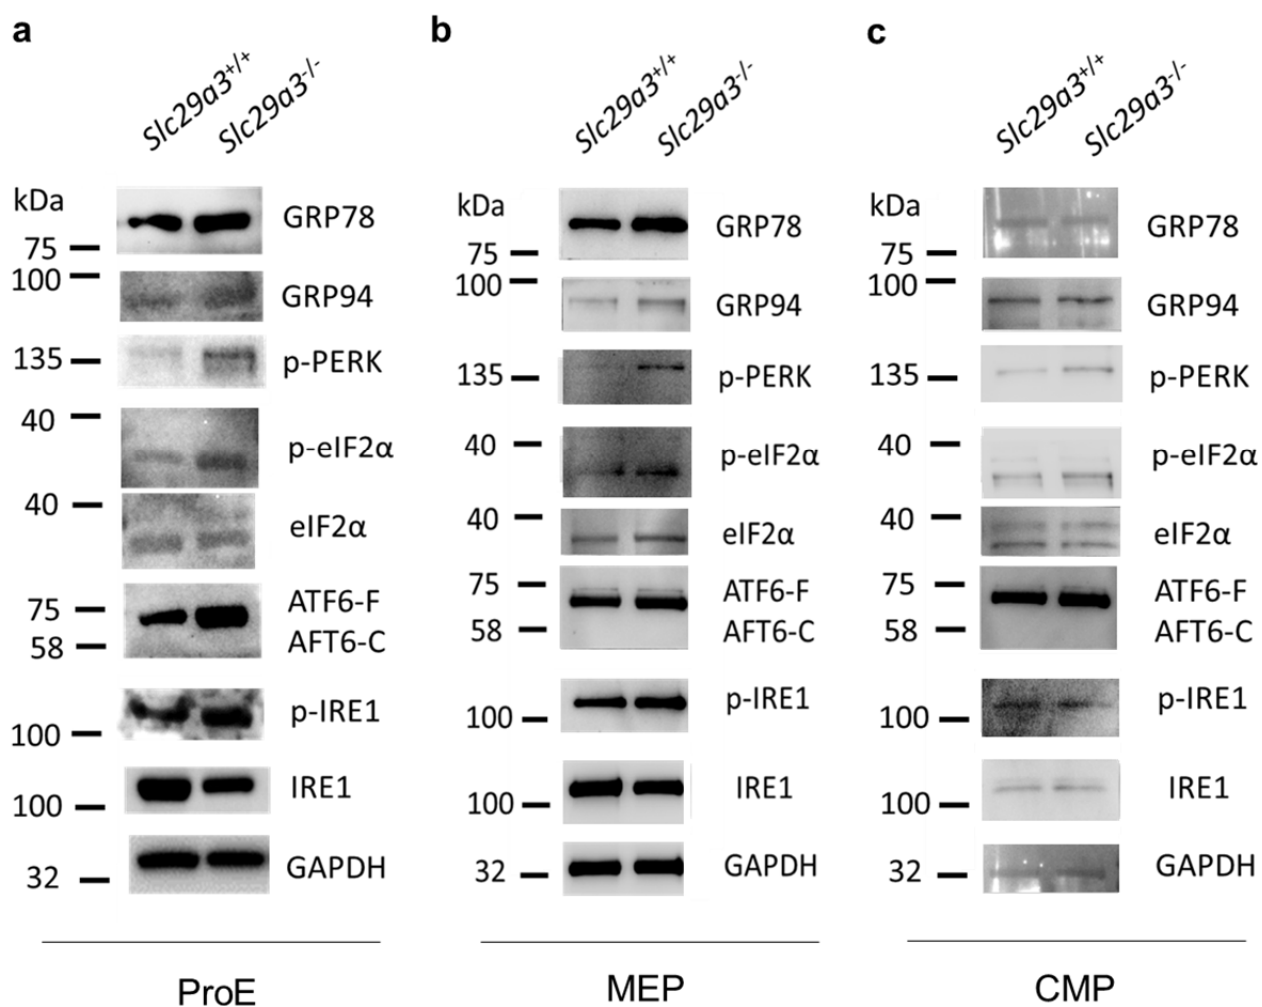 a
Slc29a3+/+
Slc29a3-/-
kDa
75
GRP78
100
GRP94
135
p-PERK
40
p-eIF2α
40
eIF2α
75
ATF6-F
58
AFT6-C
100
p-IRE1
100
IRE1
32
GAPDH
ProE
b
Slc29a3+/+
Slc29a3-/-
kDa
75
GRP78
100
GRP94
135
p-PERK
40
p-eIF2α
40
eIF2α
75
ATF6-F
58
AFT6-C
100
p-IRE1
100
IRE1
32
GAPDH
MEP
c
Slc29a3+/+
Slc29a3-/-
kDa
75
GRP78
100
GRP94
135
p-PERK
40
p-eIF2α
40
eIF2α
75
ATF6-F
58
AFT6-C
100
p-IRE1
100
IRE1
32
GAPDH
CMP